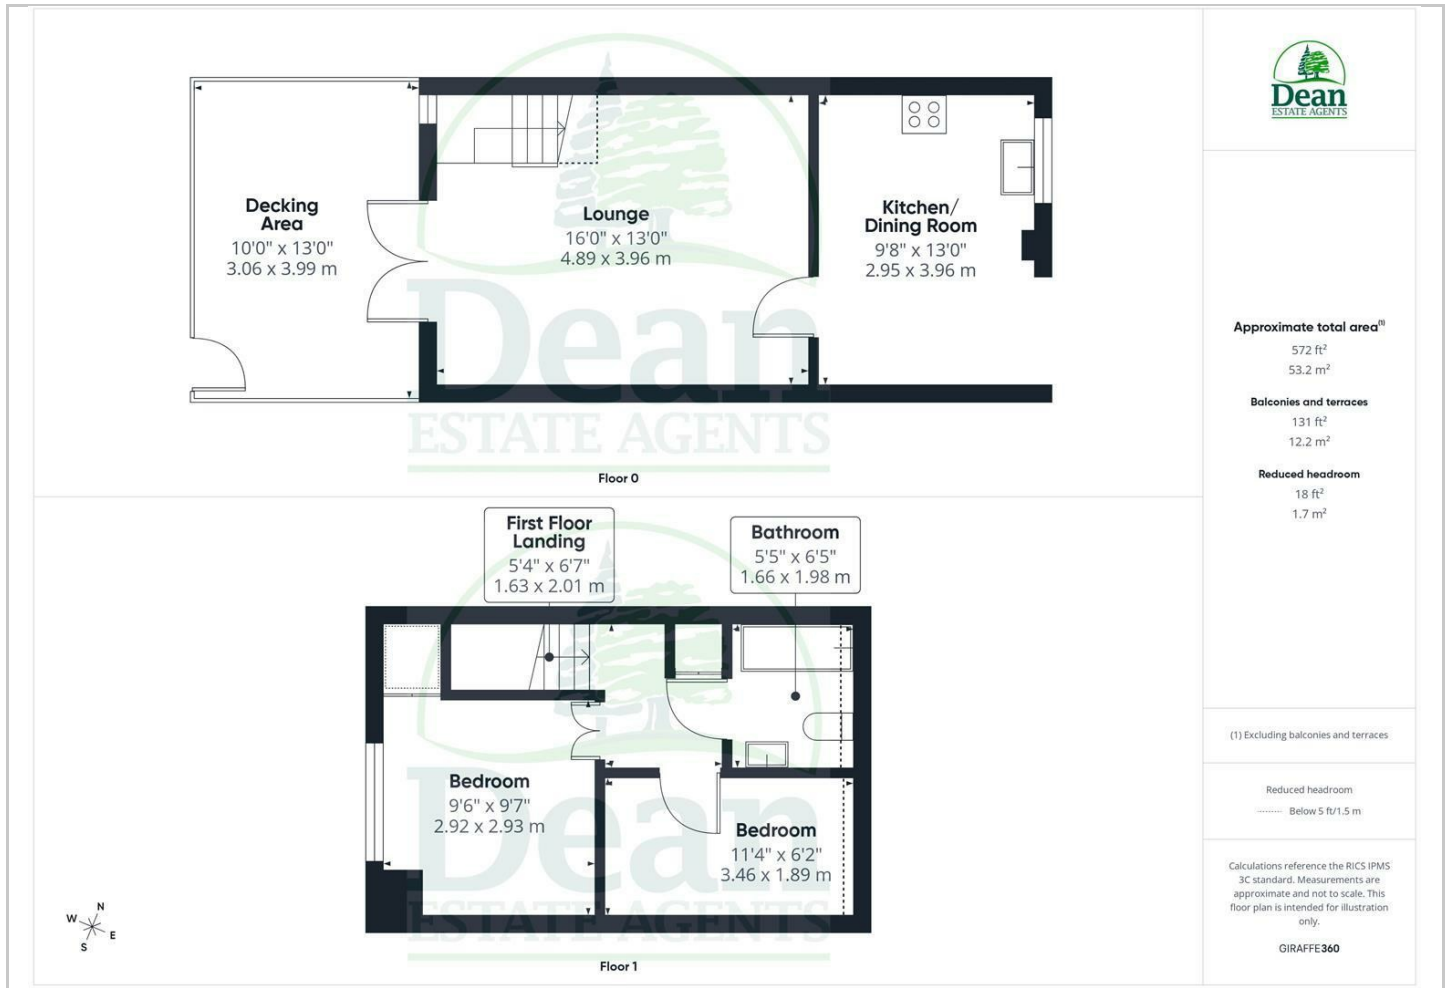 Decking
Area
10'0" x 13'0"
3.06 x 3.99 m
Lounge
16'0" x 13'0"
4.89 x 3.96 m
Kitchen/
Dining Room
9'8" x 13'0"
2.95 x 3.96 m
Dean
ESTATE AGENTS
Floor 0
First Floor
Landing
5'4" x 6'7"
1.63 x 2.01 m
Bathroom
5'5" x 6'5"
1.66 x 1.98 m
Bedroom
9'6" x 9'7"
2.92 x 2.93 m
Bedroom
11'4" x 6'2"
3.46 x 1.89 m
Dean
ESTATE AGENTS
N
W
E
S
Floor 1
Dean
ESTATE AGENTS
Approximate total area⁽¹⁾
572 ft²
53.2 m²
Balconies and terraces
131 ft²
12.2 m²
Reduced headroom
18 ft²
1.7 m²
(1) Excluding balconies and terraces
Reduced headroom
Below 5 ft/1.5 m
Calculations reference the RICS IPMS
3C standard. Measurements are
approximate and not to scale. This
floor plan is intended for illustration
only.
GIRAFFE360